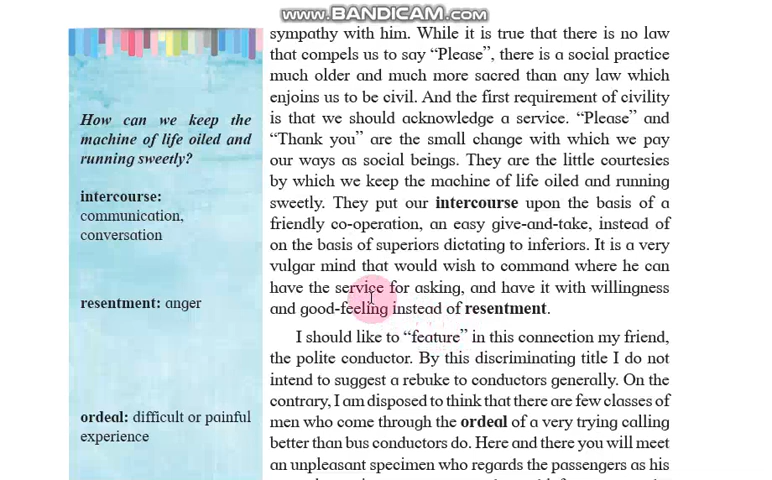 www.BANDICAM.com
sympathy with him. While it is true that there is no law
that compels us to say “Please”, there is a social practice
much older and much more sacred than any law which
enjoins us to be civil. And the first requirement of civility
is that we should acknowledge a service. “Please” and
“Thank you” are the small change with which we pay
our ways as social beings. They are the little courtesies
by which we keep the machine of life oiled and running
sweetly. They put our intercourse upon the basis of a
friendly co-operation, an easy give-and-take, instead of
on the basis of superiors dictating to inferiors. It is a very
vulgar mind that would wish to command where he can
have the service for asking, and have it with willingness
and good-feeling instead of resentment.
I should like to “feature” in this connection my friend,
the polite conductor. By this discriminating title I do not
intend to suggest a rebuke to conductors generally. On the
contrary, I am disposed to think that there are few classes of
men who come through the ordeal of a very trying calling
better than bus conductors do. Here and there you will meet
an unpleasant specimen who regards the passengers as his
How can we keep the
machine of life oiled and
running sweetly?
intercourse:
communication,
conversation
resentment: anger
ordeal: difficult or painful
experience